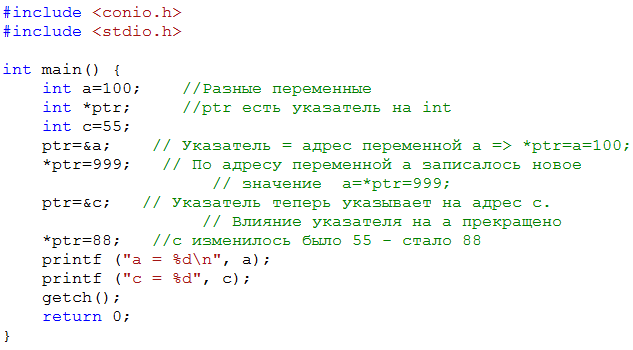 #include <conio.h>
#include <stdio.h>

int main() {
    int a=100;    //Разные переменные
    int *ptr;     //ptr есть указатель на int
    int c=55;
    ptr=&a;    // Указатель = адрес переменной a => *ptr=a=100;
    *ptr=999;    // По адресу переменной a записалось новое
                     // значение  a=*ptr=999;
    ptr=&c;   // Указатель теперь указывает на адрес c.
                    // Влияние указателя на a прекращено
    *ptr=88;   //c изменилось было 55 - стало 88
    printf ("a = %d\n", a);
    printf ("c = %d", c);
    getch();
    return 0;
}